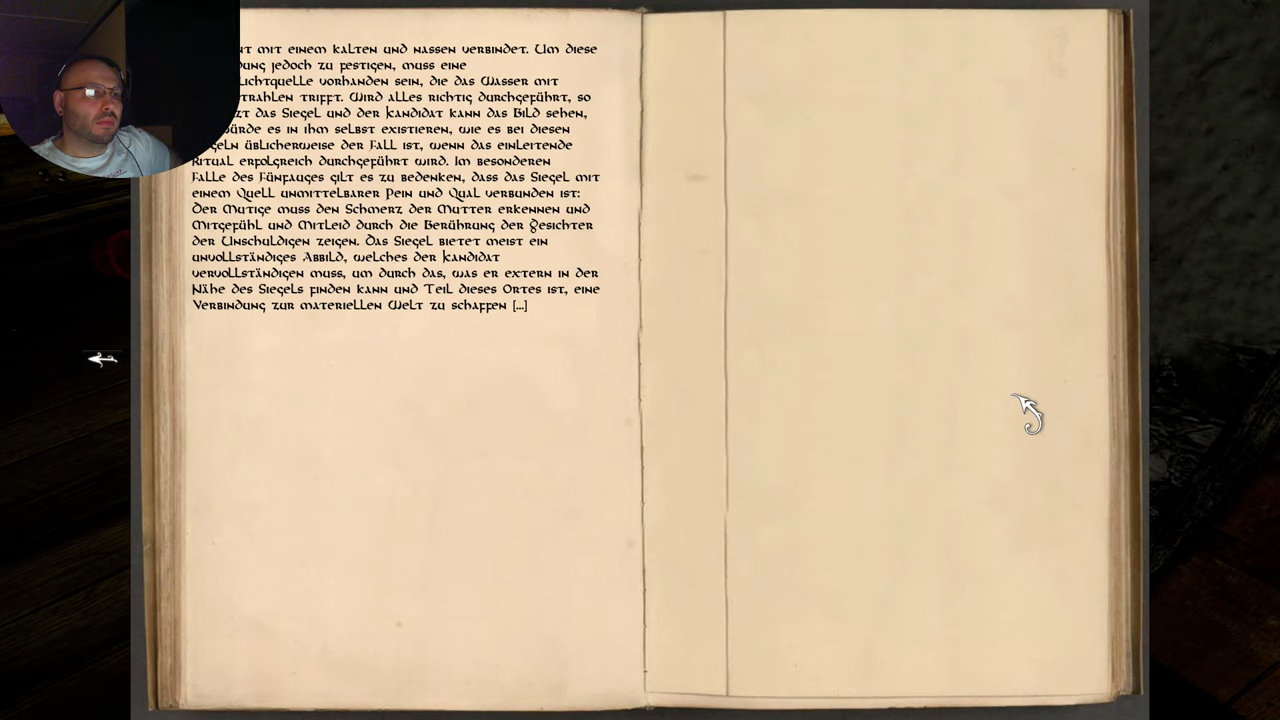 mit einem kalten und nassen verbindet. Um diese
jedoch zu festigen, muss eine
Lichtquelle vorhanden sein, die das Wasser mit
trifft. Wird alles richtig durchgeführt, so
das Siegel und der Kandidat kann das Bild sehen,
es in ihm selbst existieren, wie es bei diesen
üblicherweise der Fall ist, wenn das einleitende
Ritual erfolgreich durchgeführt wird. Im besonderen
Falle des Fünfauges gilt es zu bedenken, dass das Siegel mit
einem Quell unmittelbarer Pein und Qual verbunden ist:
Der Mutige muss den Schmerz der Mutter erkennen und
Mitgefühl und Mitleid durch die Berührung der Gesichter
der Unschuldigen zeigen. Das Siegel bietet meist ein
unvollständiges Abbild, welches der Kandidat
vervollständigen muss, um durch das, was er extern in der
Nähe des Siegels finden kann und Teil dieses Ortes ist, eine
Verbindung zur materiellen Welt zu schaffen [...]